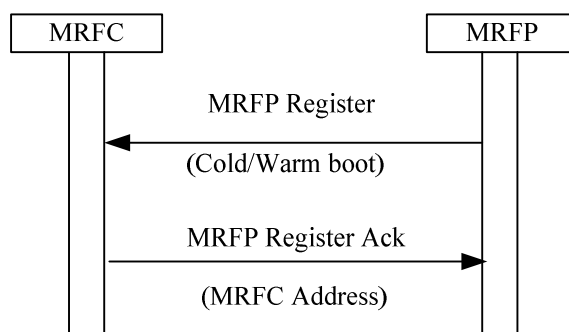 MRFC
MRFP
MRFP Register
(Cold/Warm boot)
MRFP Register Ack
(MRFC Address)